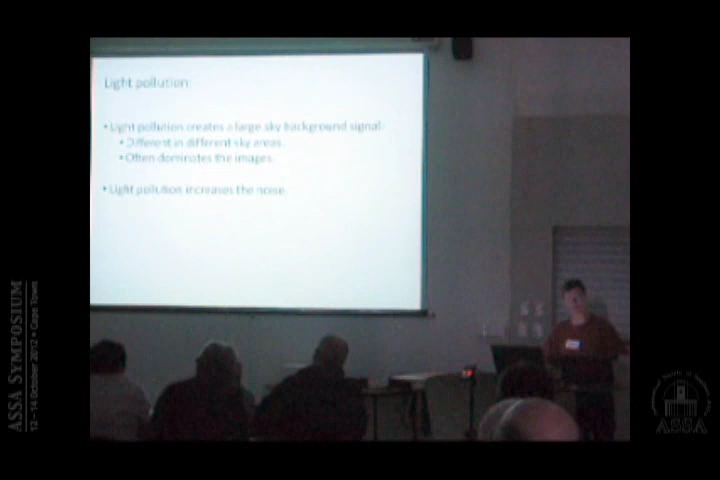 Light pollution:
• Light pollution creates a large sky background signal:
• Different in different sky areas.
• Often dominates the images.
• Light pollution increases the noise.
ASSA SYMPOSIUM
12 - 14 October 2012 • Cape Town
ASSA